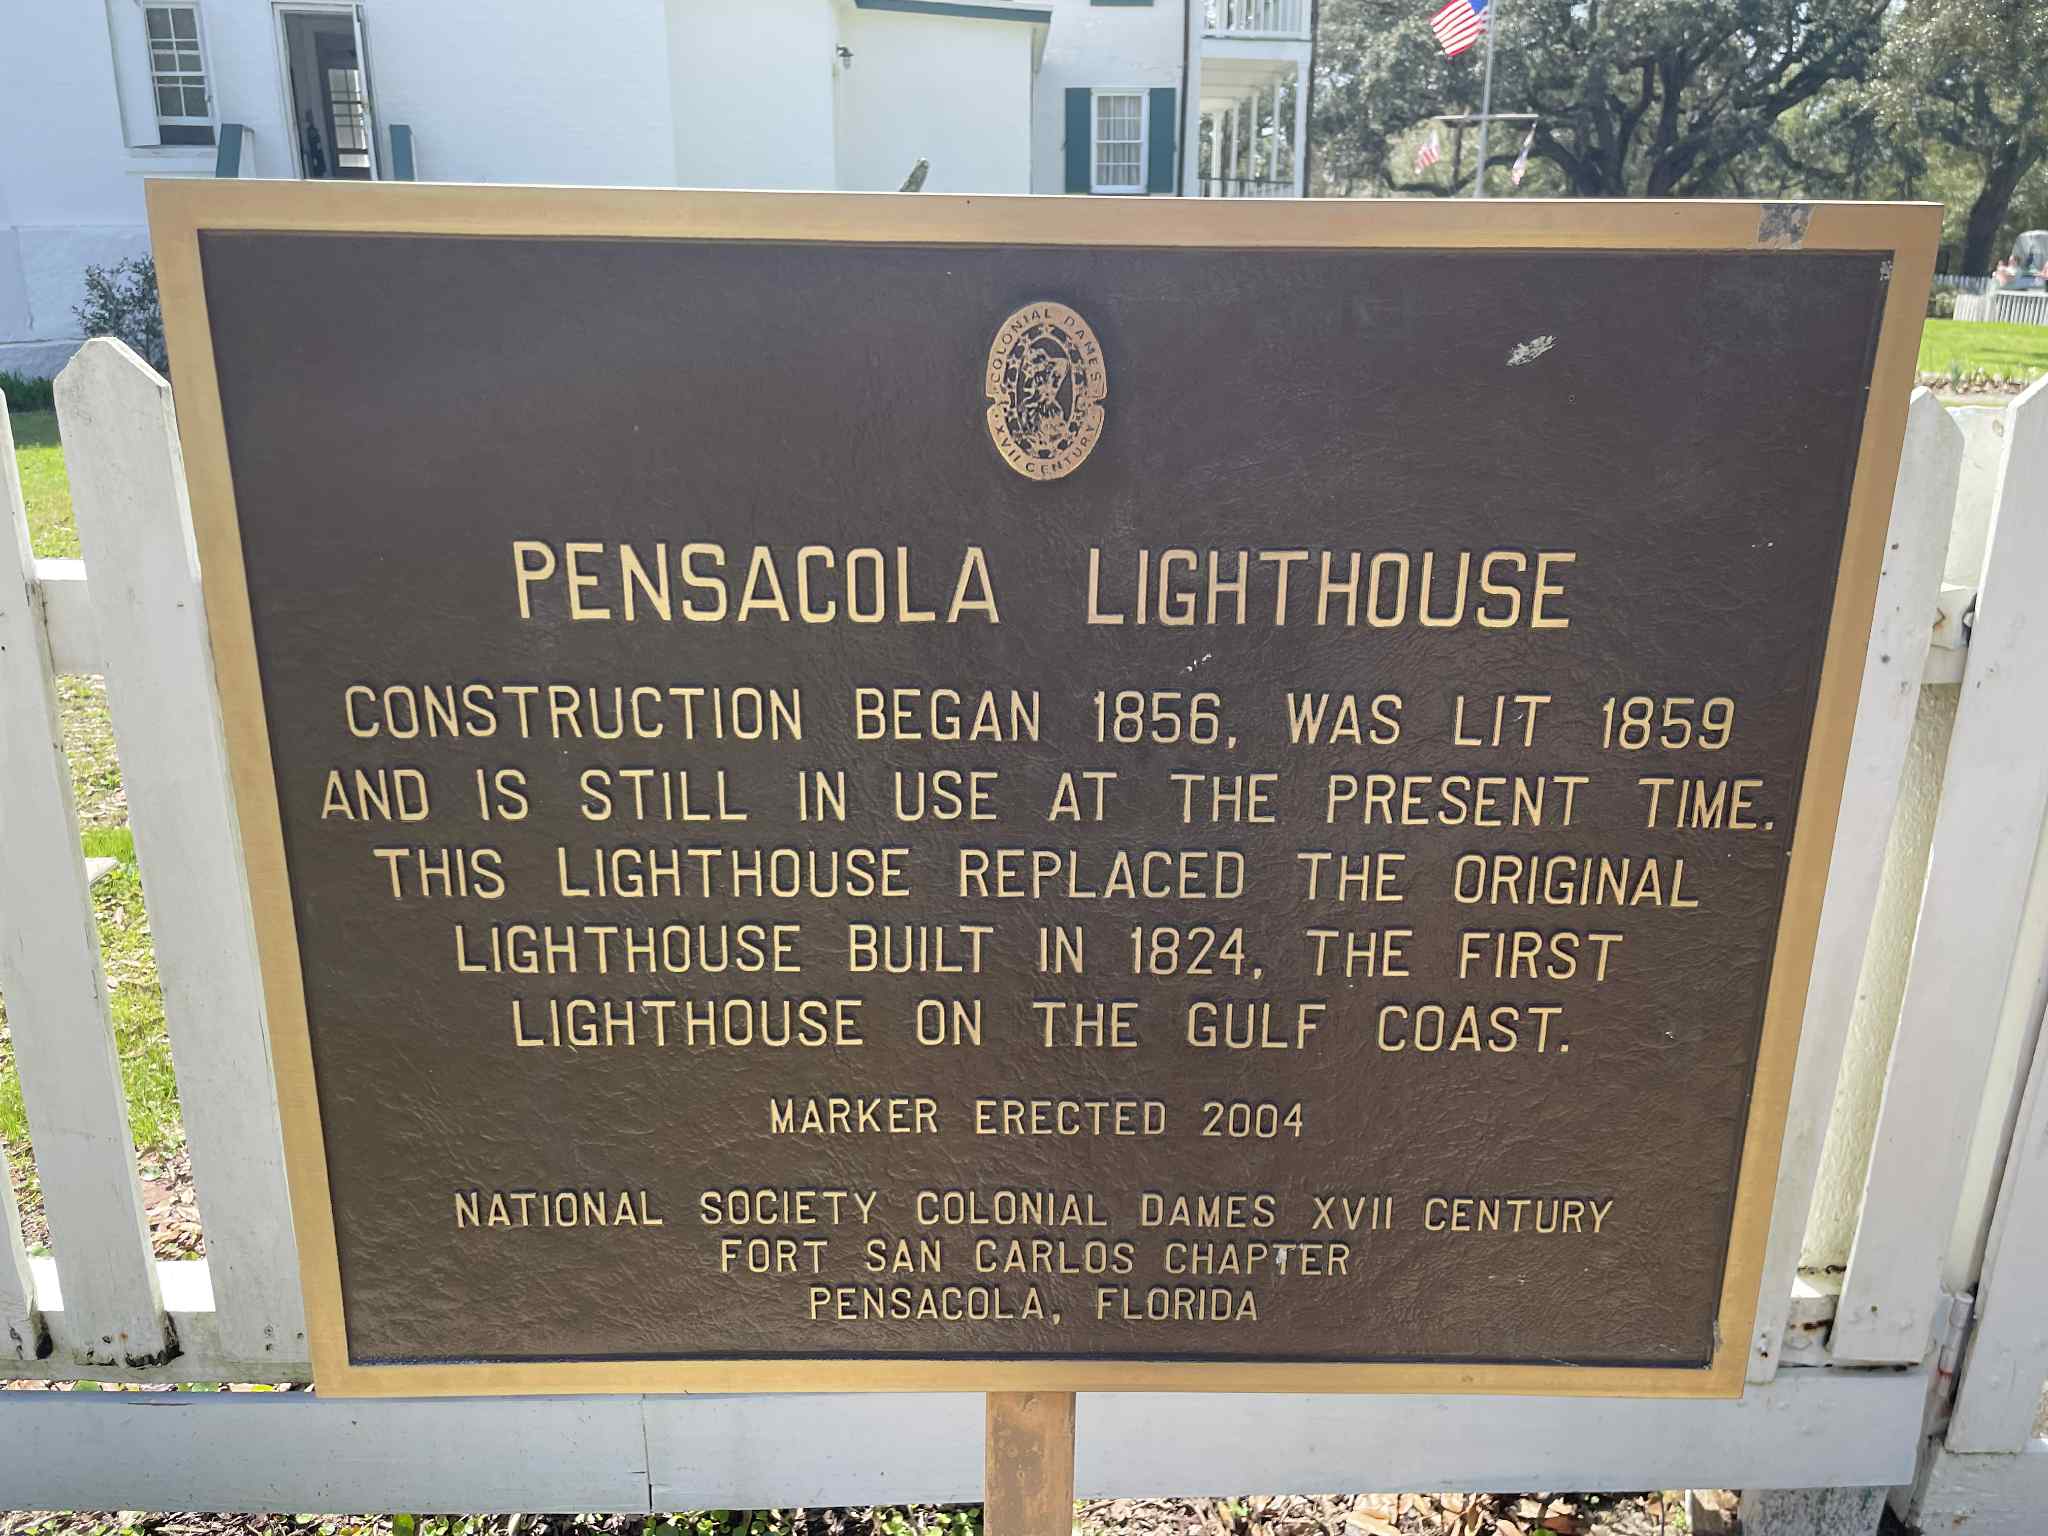 COLONIAL DAMES
XVII CENTURY
PENSACOLA LIGHTHOUSE
CONSTRUCTION BEGAN 1856, WAS LIT 1859
AND IS STILL IN USE AT THE PRESENT TIME.
THIS LIGHTHOUSE REPLACED THE ORIGINAL
LIGHTHOUSE BUILT IN 1824, THE FIRST
LIGHTHOUSE ON THE GULF COAST.
MARKER ERECTED 2004
NATIONAL SOCIETY COLONIAL DAMES XVII CENTURY
FORT SAN CARLOS CHAPTER
PENSACOLA, FLORIDA